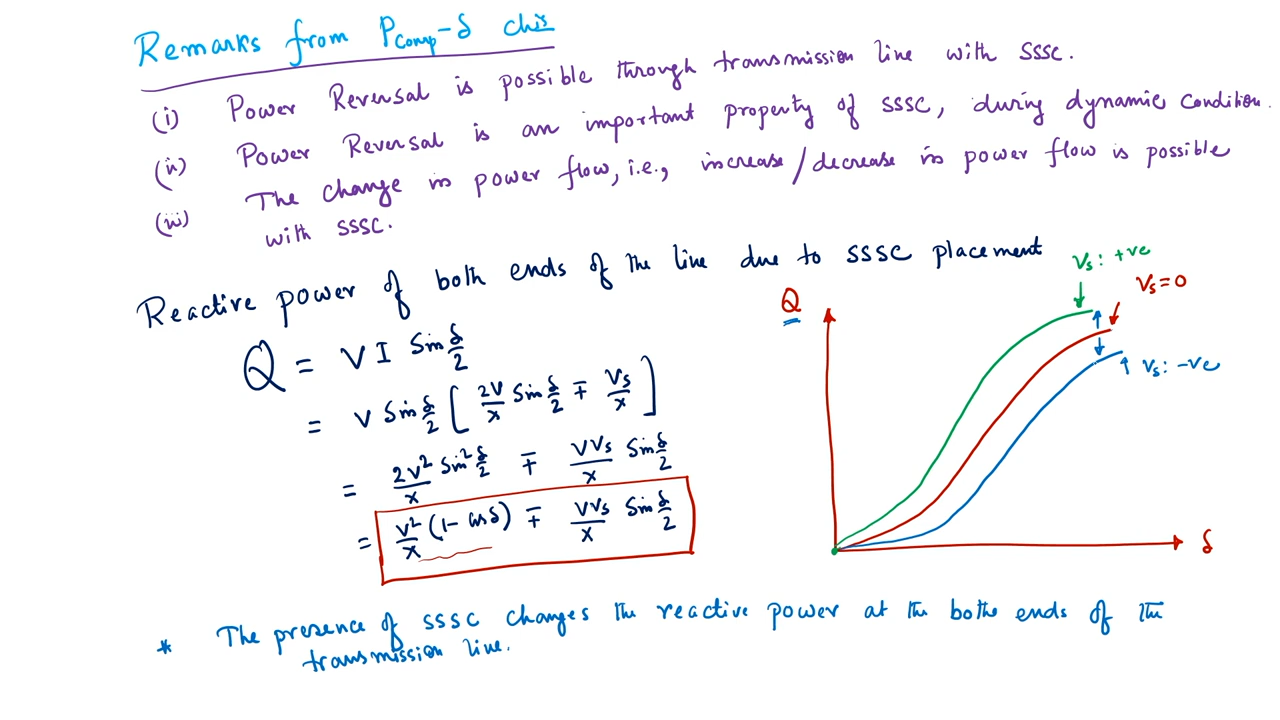 Remarks from P_Comp-δ chs
(i) Power Reversal is possible through transmission line with SSSC.
(ii) Power Reversal is an important property of SSSC, during dynamic condition.
(iii) The change in power flow, i.e., increase/decrease in power flow is possible
with SSSC.
Reactive power of both ends of the line due to SSSC placement
Q = V I Sin δ/2
= V Sin δ/2 [ 2V/x Sin δ/2 ∓ Vs/x ]
= 2V²/x Sin² δ/2 ∓ VVs/x Sin δ/2
= V²/x (1 - cos δ) ∓ VVs/x Sin δ/2
Q
Vs : +ve
Vs = 0
Vs : -ve
δ
* The presence of SSSC changes the reactive power at the bothe ends of the
transmission line.